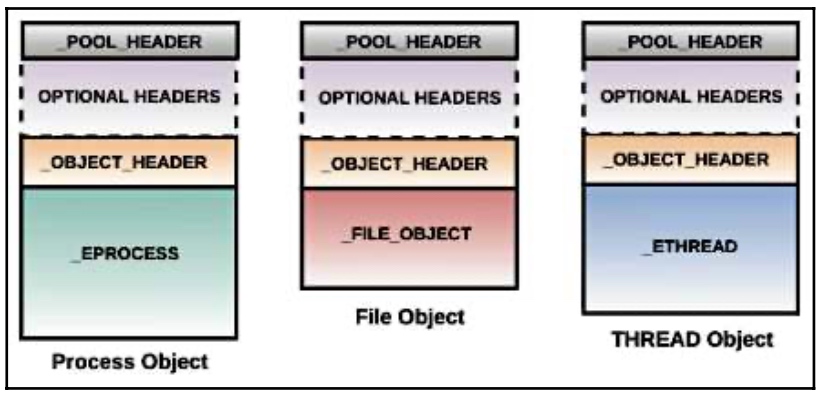 _POOL_HEADER
OPTIONAL HEADERS
_OBJECT_HEADER
_EPROCESS
Process Object
_POOL_HEADER
OPTIONAL HEADERS
_OBJECT_HEADER
_FILE_OBJECT
File Object
_POOL_HEADER
OPTIONAL HEADERS
_OBJECT_HEADER
_ETHREAD
THREAD Object